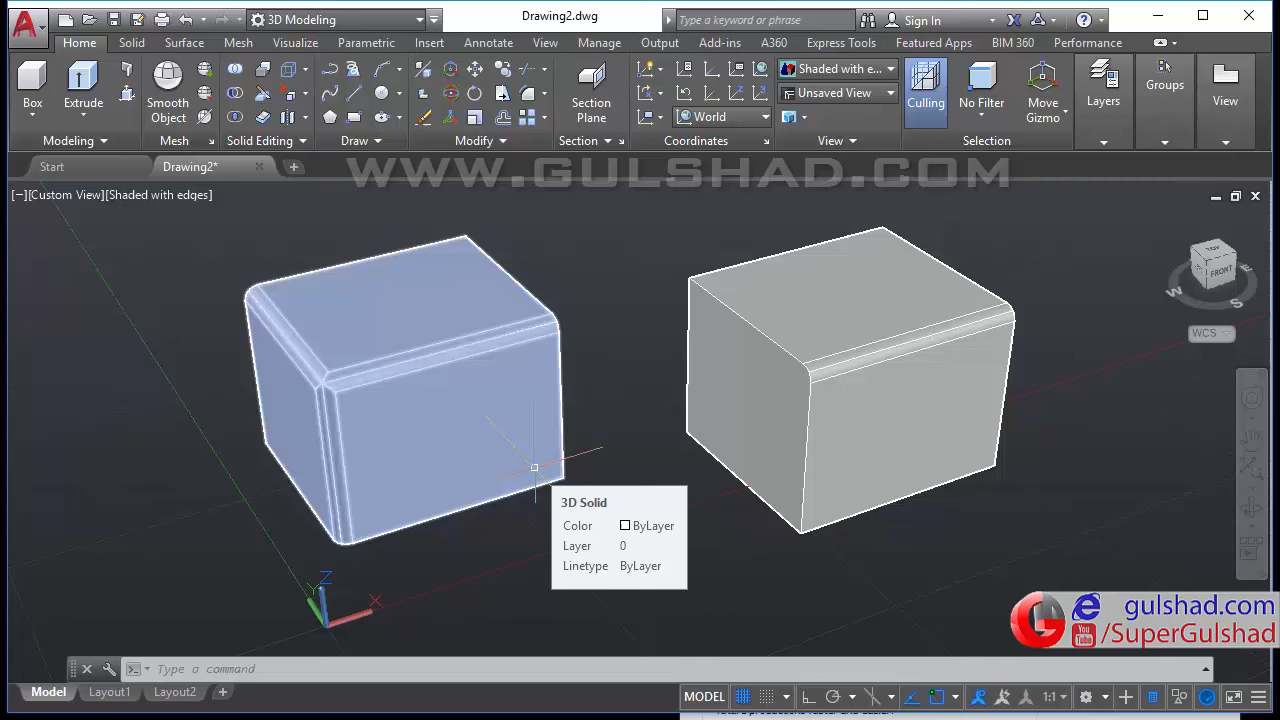 3D Modeling
Drawing2.dwg
Type a keyword or phrase
Sign In
Home Solid Surface Mesh Visualize Parametric Insert Annotate View Manage Output Add-ins A360 Express Tools Featured Apps BIM 360 Performance
Box
Extrude
Smooth
Object
Section
Plane
World
Shaded with e...
Unsaved View
Culling
No Filter
Move
Gizmo
Layers
Groups
View
Modeling
Mesh
Solid Editing
Draw
Modify
Section
Coordinates
View
Selection
Start
Drawing2*
WWW.GULSHAD.COM
[−][Custom View][Shaded with edges]
TOP
FRONT
W
S
E
WCS
3D Solid
Color ByLayer
Layer 0
Linetype ByLayer
Z
Y
X
gulshad.com
You
Tube
/SuperGulshad
Type a command
Model Layout1 Layout2
MODEL
1:1